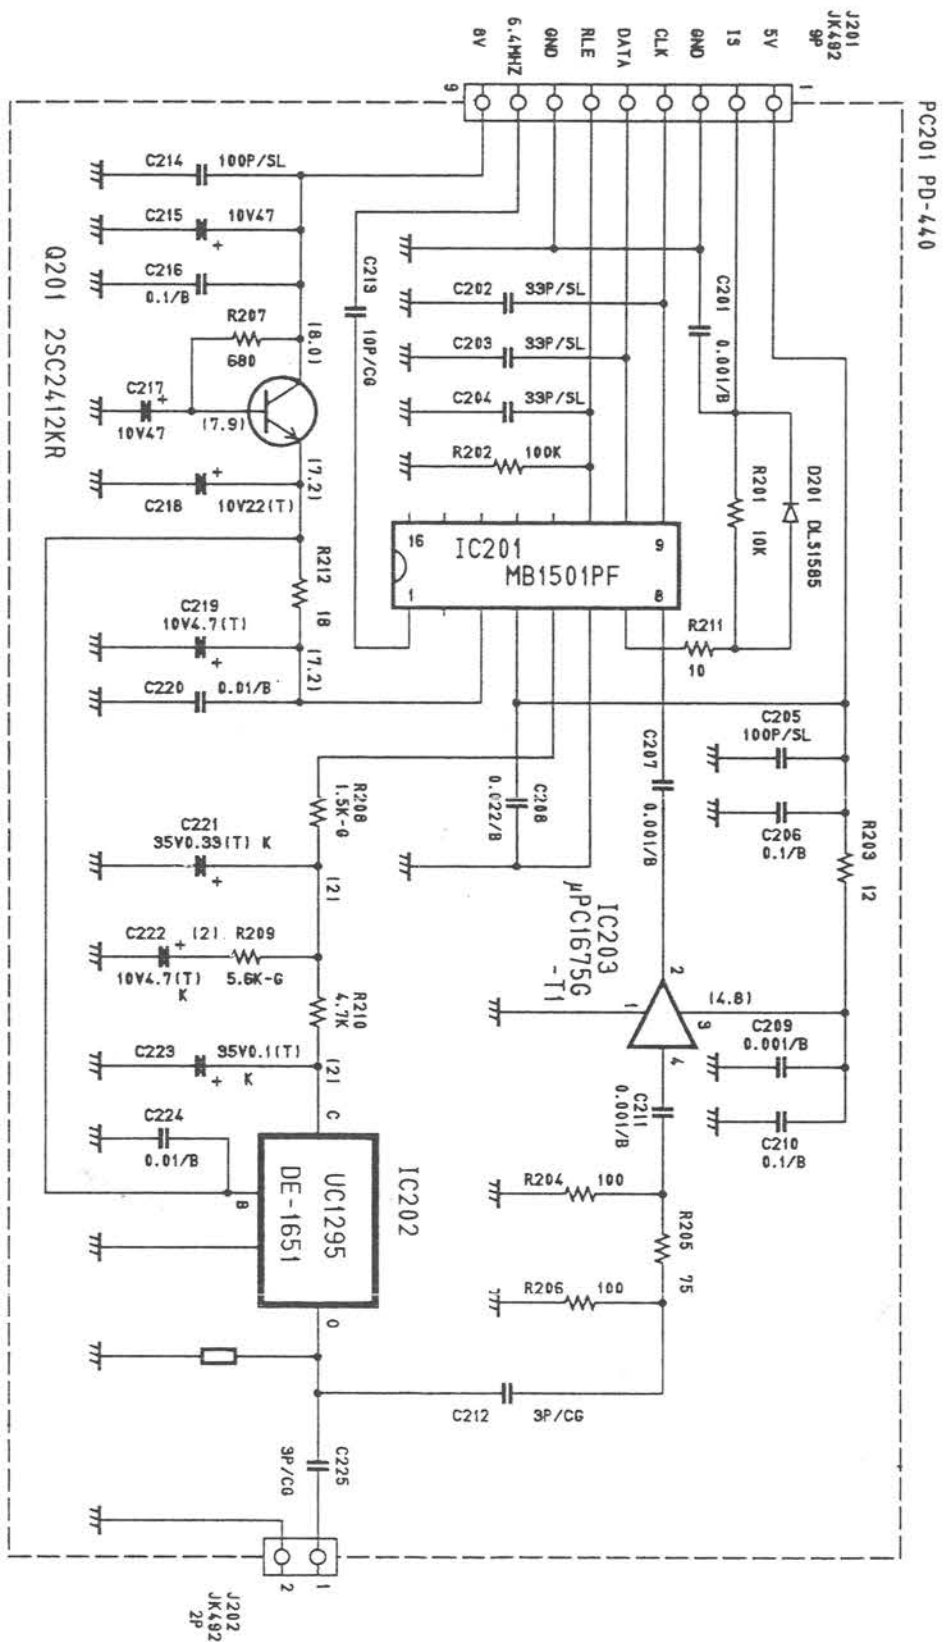 PC201 PD-440
J201
JK492
9P
1
5V
IS
GND
CLK
DATA
RLE
GND
6.4MHZ
8V
9
C214
100P/SL
C215
10V47
+
C216
0.1/B
R207
680
(8.0)
C217
+
10V47
(7.9)
Q201 2SC2412KR
C218
+
10V22(T)
(7.2)
R212
18
C219
10V4.7(T)
+
(7.2)
C220
0.01/B
C213
10P/CG
C202
33P/SL
C203
33P/SL
C204
33P/SL
R202
100K
C201
0.001/B
R201
10K
D201 DLS1585
16
IC201
9
MB1501PF
1
8
R211
10
C205
100P/SL
C206
0.1/B
R203
12
C207
0.001/B
C208
0.022/B
R208
1.5K-G
C221
35V0.33(T) K
+
(2)
C222
+
(2)
R209
10V4.7(T)
K
5.6K-G
R210
4.7K
C223
35V0.1(T)
+
K
(2)
C
C224
0.01/B
B
IC202
UC1295
DE-1651
O
IC203
µPC1675G
-T1
2
1
3
4
(4.8)
C209
0.001/B
C210
0.1/B
C211
0.001/B
R204
100
R205
75
R206
100
C212
3P/CG
C225
3P/CG
1
2
J202
JK492
2P